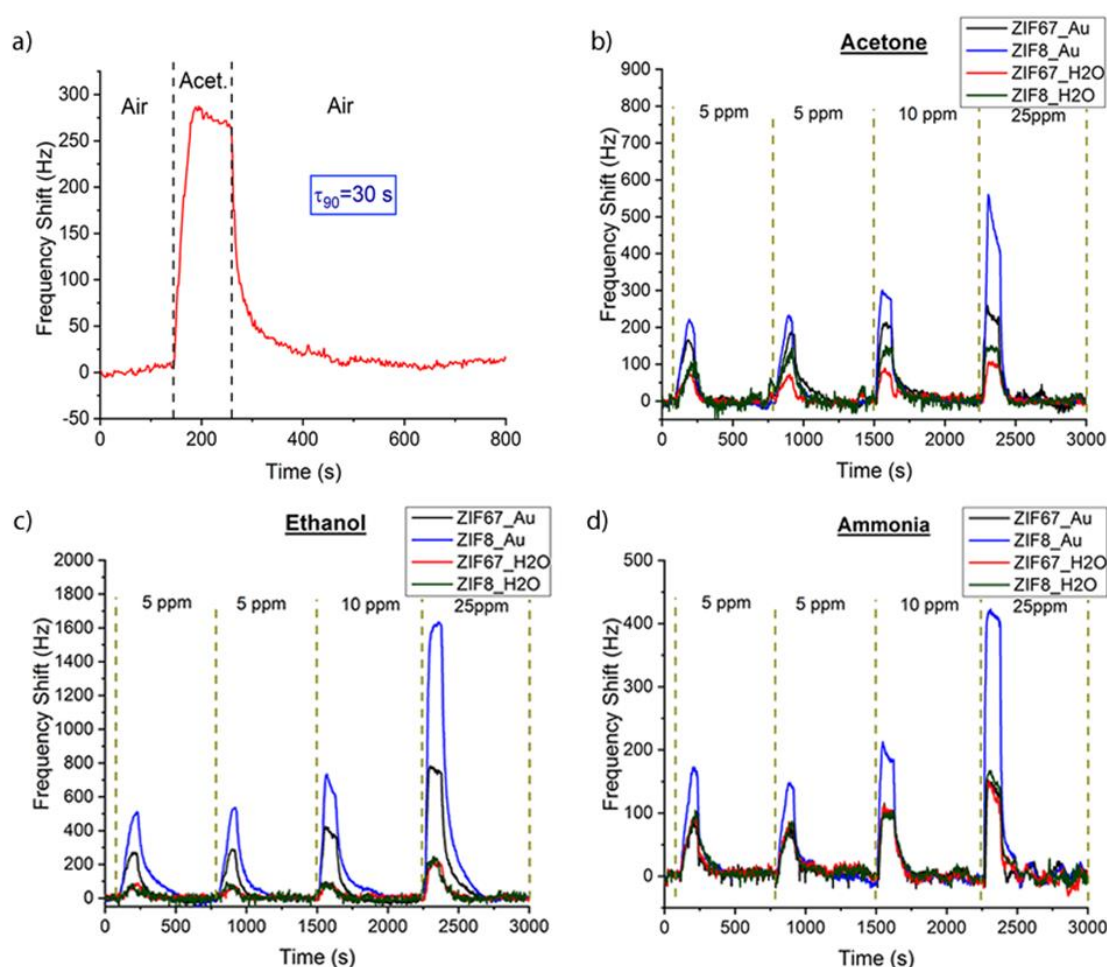 a)
Air
Acet.
Air
τ90=30 s
Frequency Shift (Hz)
300
250
200
150
100
50
0
-50
0 200 400 600 800
Time (s)
b)
Acetone
ZIF67_Au
ZIF8_Au
ZIF67_H2O
ZIF8_H2O
5 ppm 5 ppm 10 ppm 25ppm
Frequency Shift (Hz)
900
800
700
600
500
400
300
200
100
0
0 500 1000 1500 2000 2500 3000
Time (s)
c)
Ethanol
ZIF67_Au
ZIF8_Au
ZIF67_H2O
ZIF8_H2O
5 ppm 5 ppm 10 ppm 25ppm
Frequency Shift (Hz)
2000
1800
1600
1400
1200
1000
800
600
400
200
0
0 500 1000 1500 2000 2500 3000
Time (s)
d)
Ammonia
ZIF67_Au
ZIF8_Au
ZIF67_H2O
ZIF8_H2O
5 ppm 5 ppm 10 ppm 25ppm
Frequency Shift (Hz)
500
400
300
200
100
0
0 500 1000 1500 2000 2500 3000
Time (s)